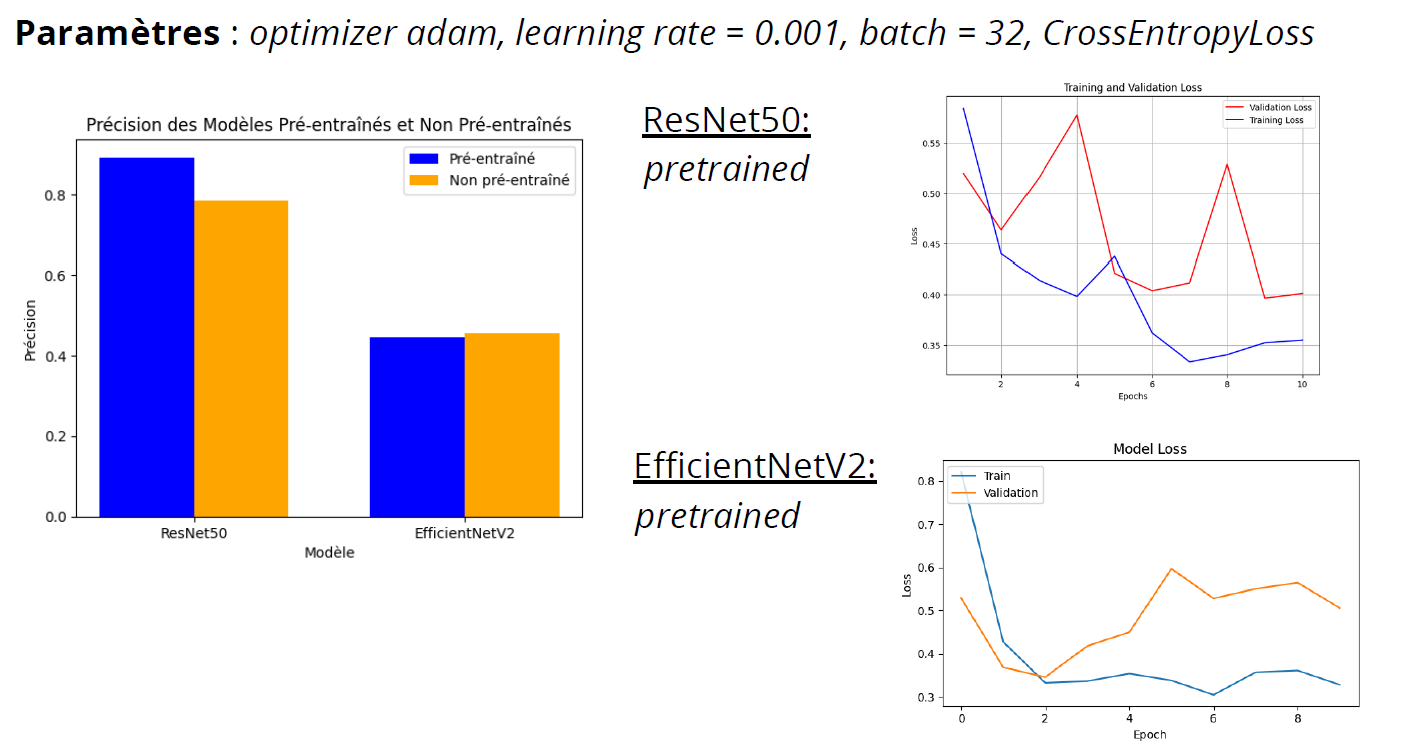 Paramètres : optimizer adam, learning rate = 0.001, batch = 32, CrossEntropyLoss
Précision des Modèles Pré-entraînés et Non Pré-entraînés
Pré-entraîné
Non pré-entraîné
0.8
0.6
0.4
0.2
0.0
Précision
ResNet50
EfficientNetV2
Modèle
ResNet50:
pretrained
Training and Validation Loss
Validation Loss
Training Loss
0.55
0.50
0.45
0.40
0.35
Loss
2
4
6
8
10
Epochs
EfficientNetV2:
pretrained
Model Loss
Train
Validation
0.8
0.7
0.6
0.5
0.4
0.3
Loss
0
2
4
6
8
Epoch